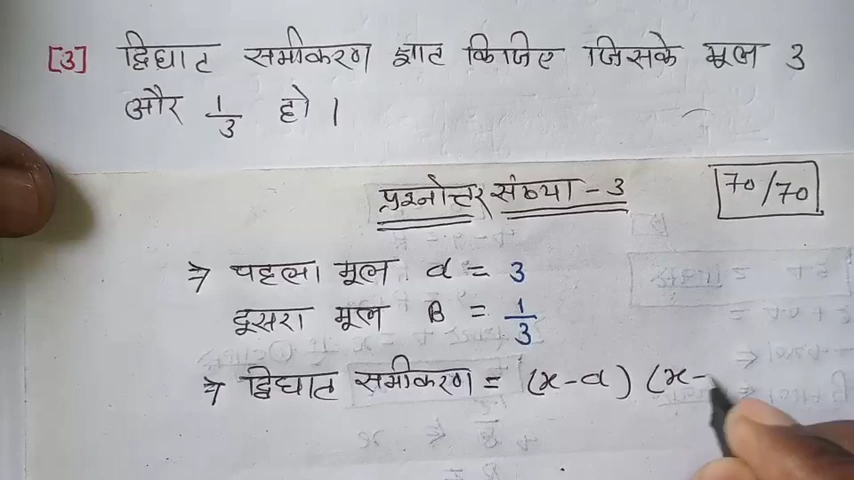 [3] द्विघात समीकरण ज्ञात किजिए जिसके मूल 3
और 1/3 हो ।
प्रश्नोत्तर संख्या - 3
70/70
⇒ पहला मूल α = 3
दूसरा मूल β = 1/3
⇒ द्विघात समीकरण = (x - α) (x -